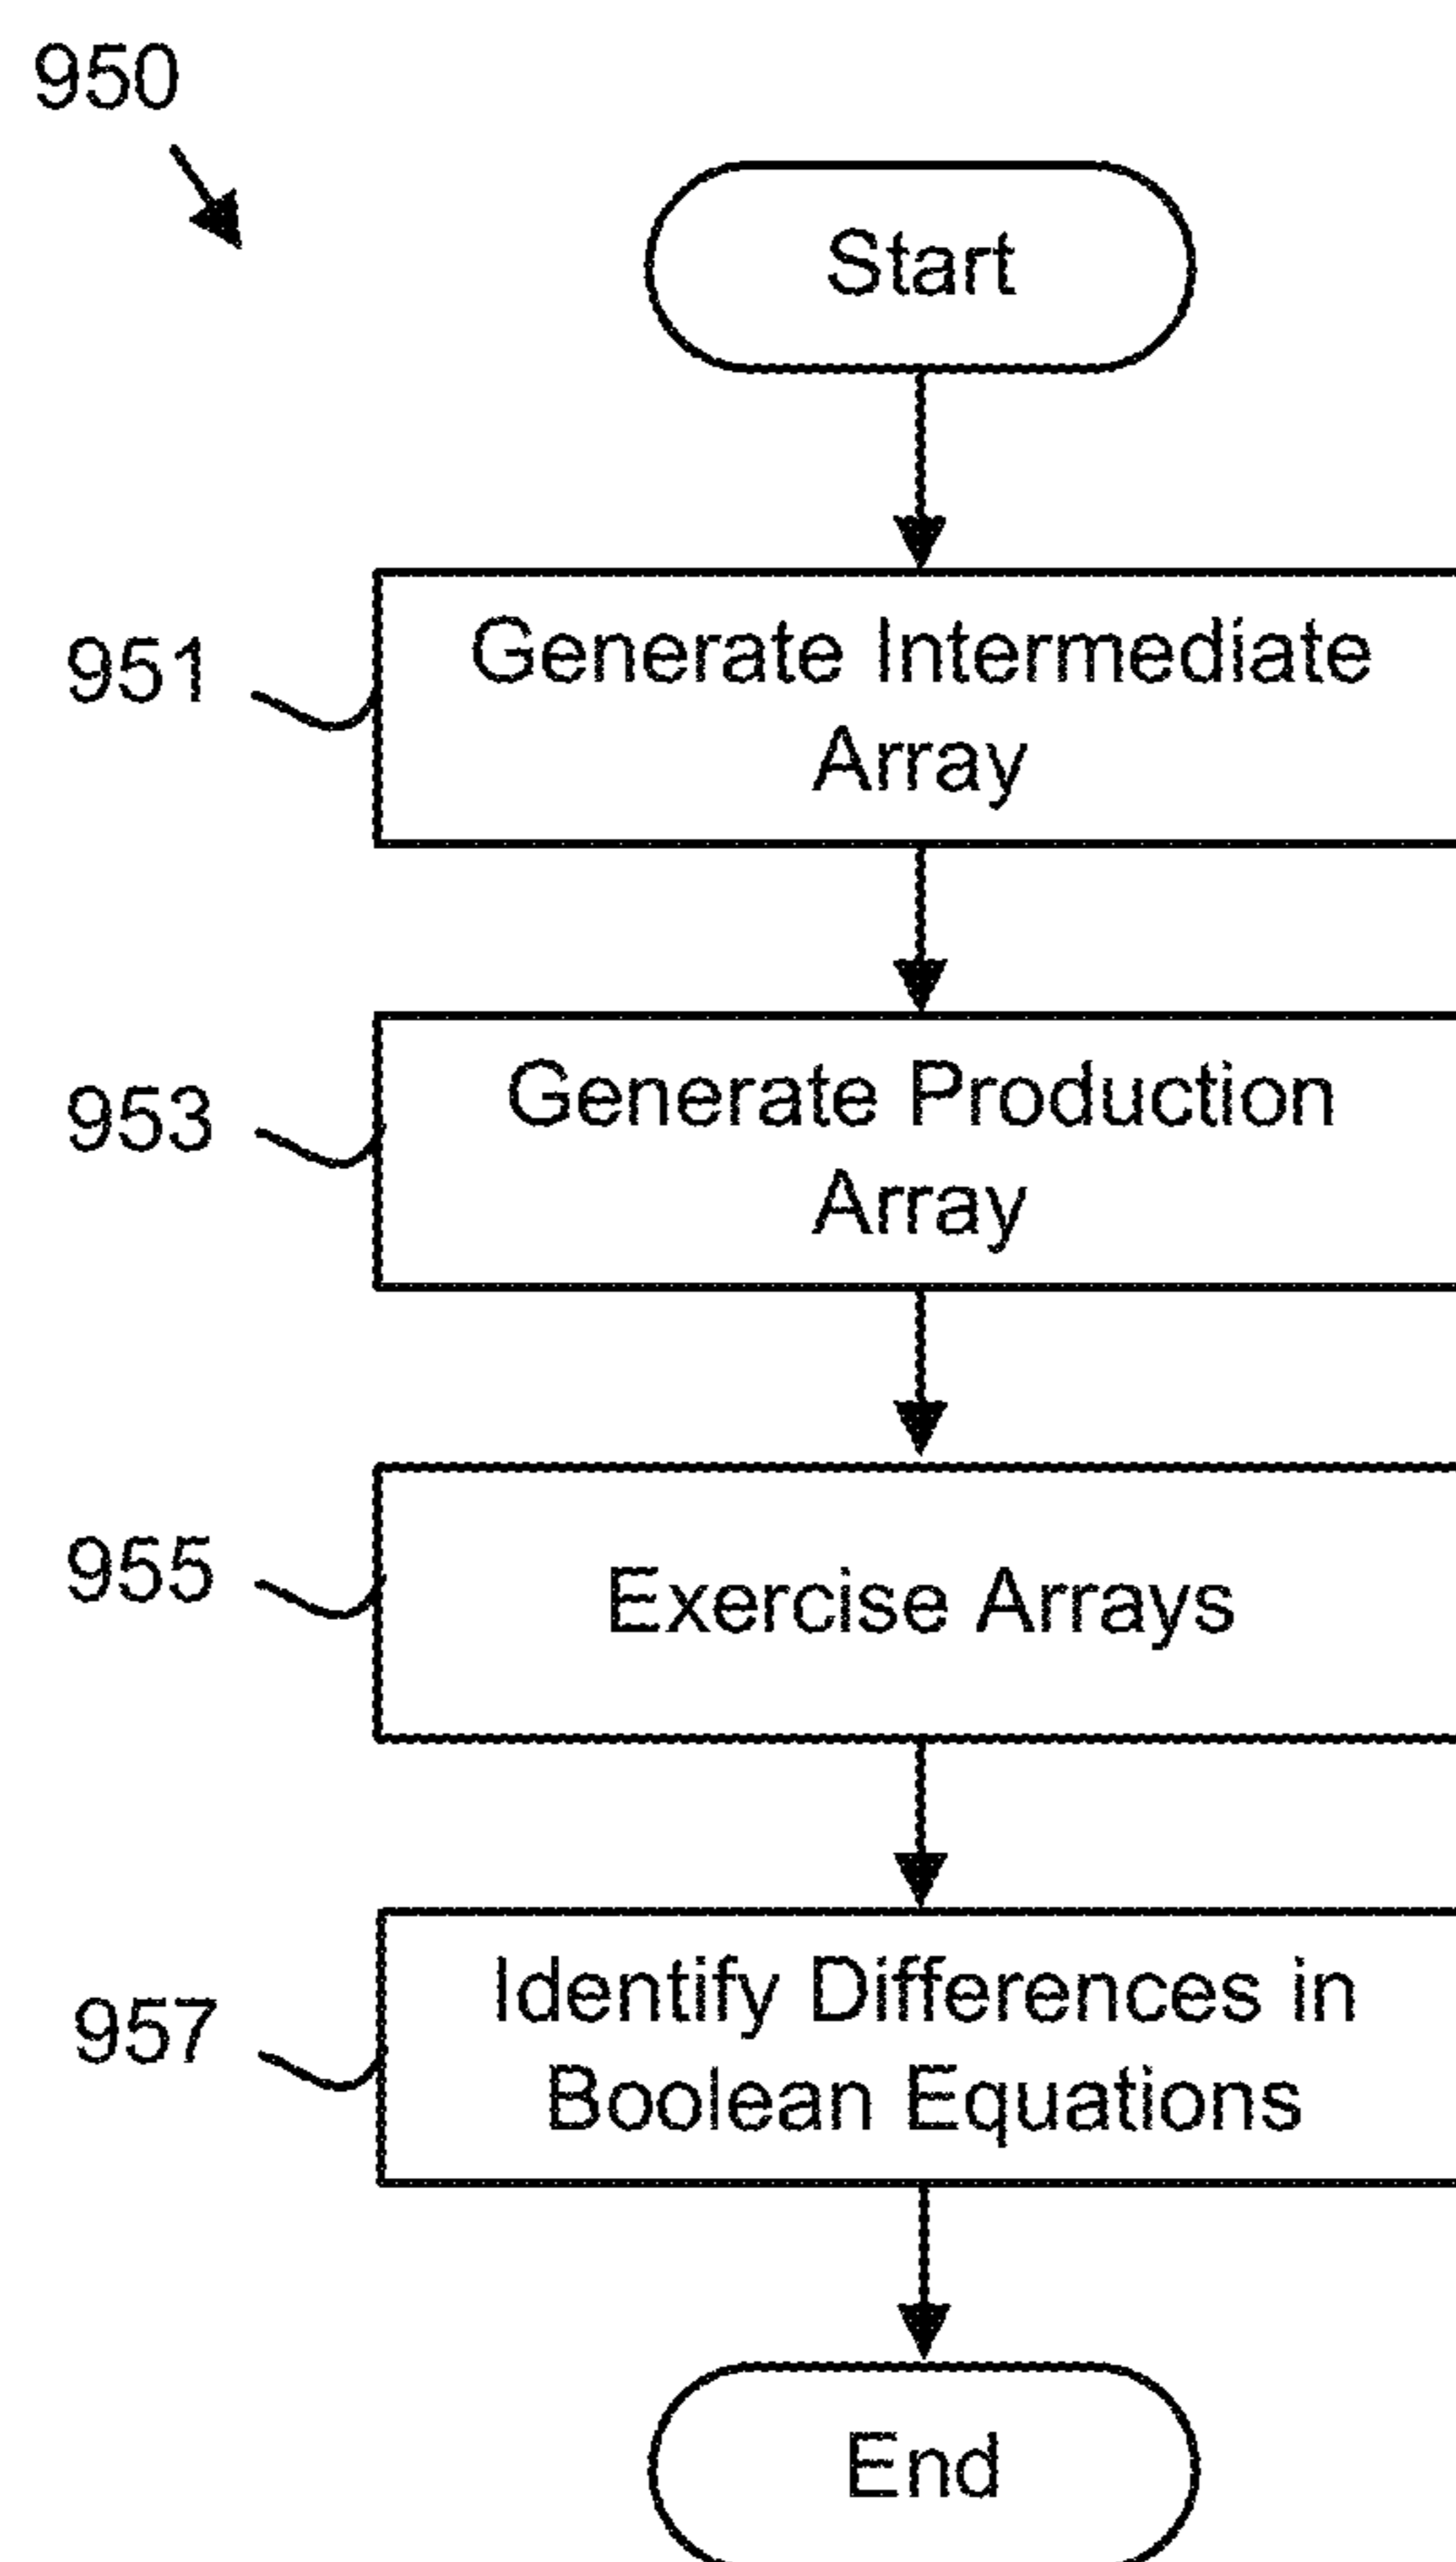 950
Start
951
Generate Intermediate
Array
953
Generate Production
Array
955
Exercise Arrays
957
Identify Differences in
Boolean Equations
End